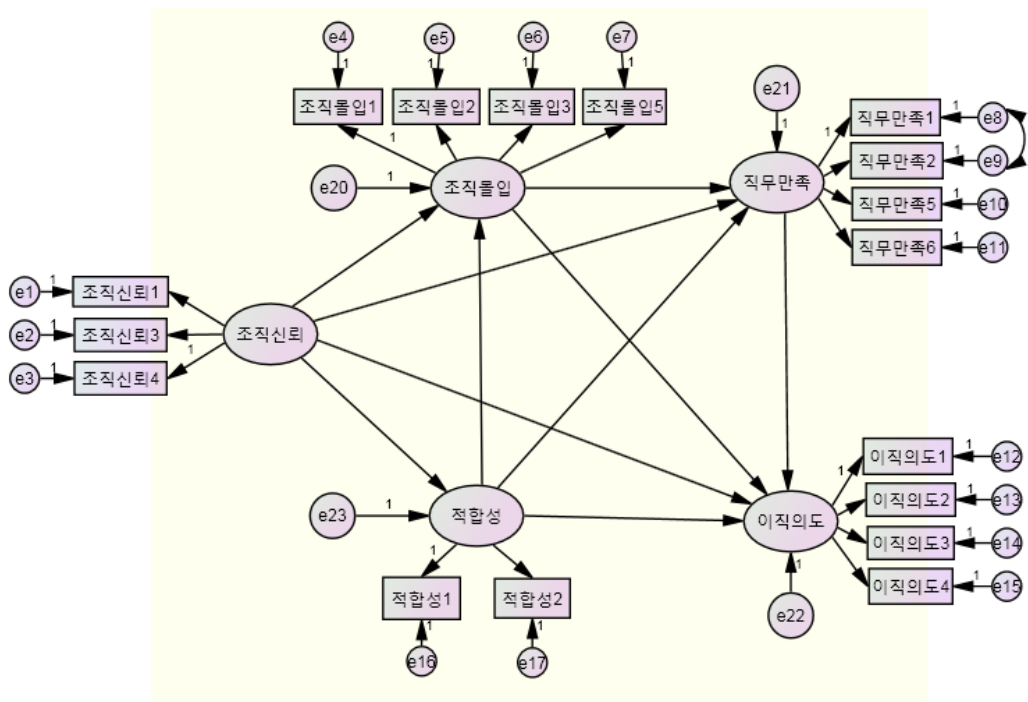 e4
e5
e6
e7
1
1
1
1
조직몰입1
조직몰입2
조직몰입3
조직몰입5
1
e20
1
조직몰입
e21
1
직무만족
1
직무만족1
1
e8
직무만족2
1
e9
직무만족5
1
e10
직무만족6
1
e11
e1
1
조직신뢰1
e2
1
조직신뢰3
e3
1
조직신뢰4
1
조직신뢰
e23
1
적합성
1
적합성1
적합성2
1
1
e16
e17
이직의도
1
e22
1
이직의도1
1
e12
이직의도2
1
e13
이직의도3
1
e14
이직의도4
1
e15